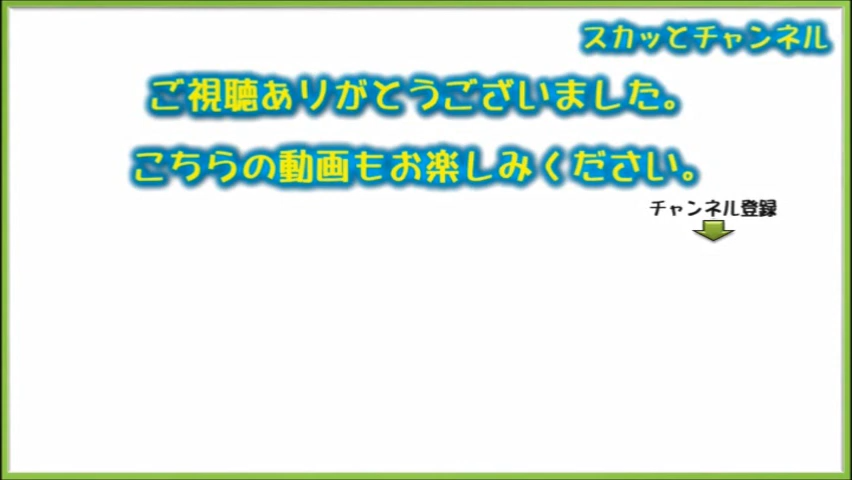 スカッとチャンネル
ご視聴ありがとうございました。
こちらの動画もお楽しみください。
チャンネル登録